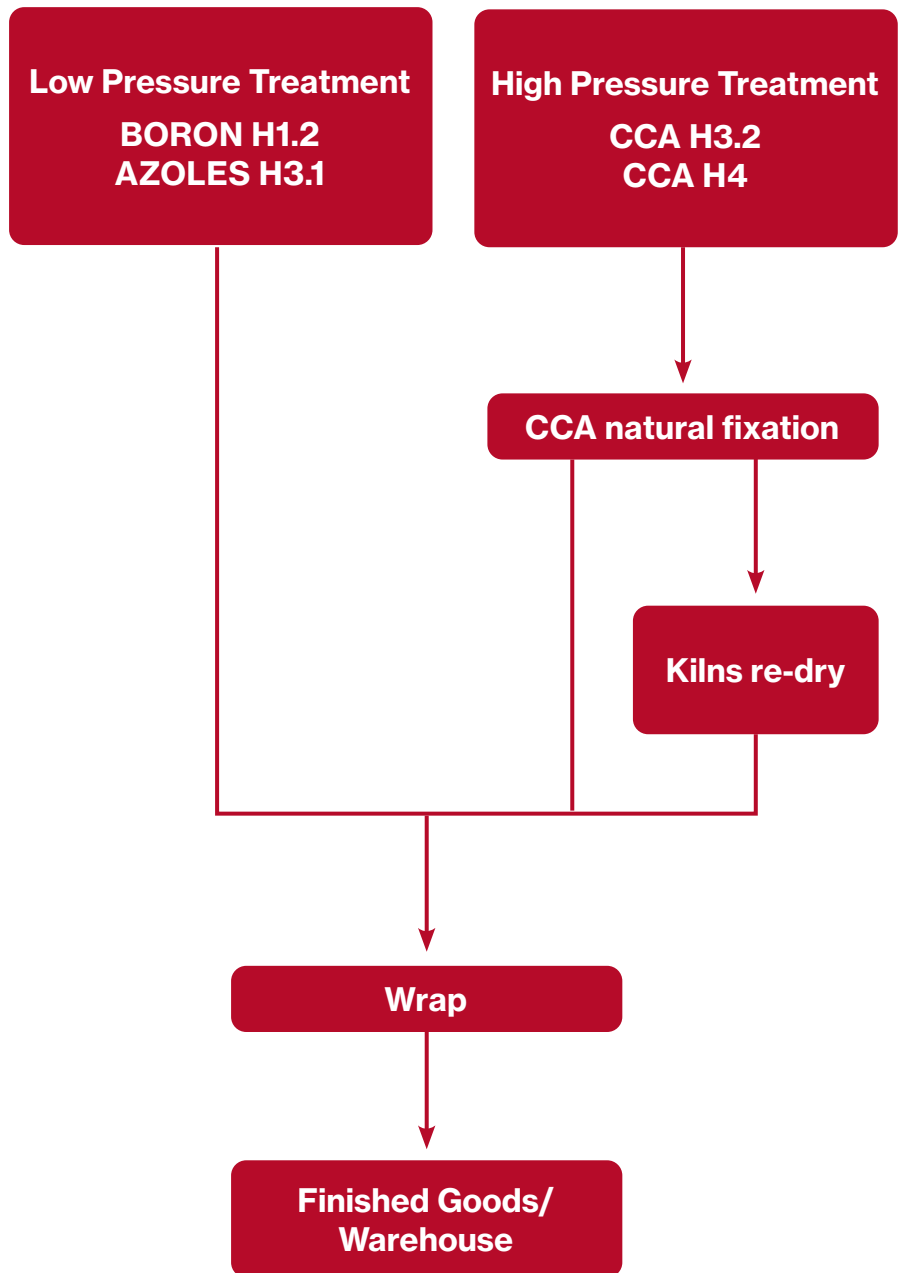 Low Pressure Treatment
BORON H1.2
AZOLES H3.1
High Pressure Treatment
CCA H3.2
CCA H4
CCA natural fixation
Kilns re-dry
Wrap
Finished Goods/
Warehouse